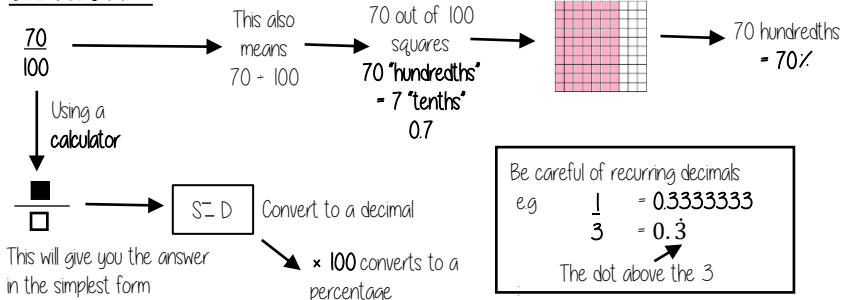 70
100
This also
means
70 ÷ 100
70 out of 100
squares
70 "hundredths"
= 7 "tenths"
0.7
70 hundredths
= 70%
Using a
calculator
S⇔D
Convert to a decimal
This will give you the answer
in the simplest form
× 100 converts to a
percentage
Be careful of recurring decimals
e.g 1 = 0.3333333
3 = 0.3̇
The dot above the 3